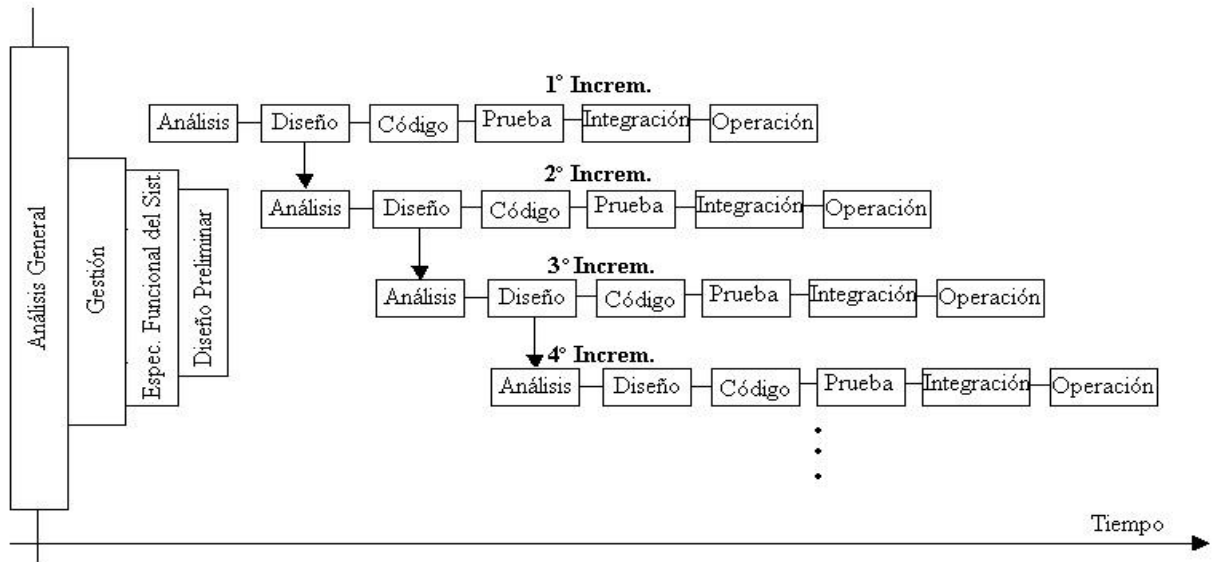 Análisis General
Gestión
Espec. Funcional del Sist.
Diseño Preliminar
1° Increm.
Análisis
Diseño
Código
Prueba
Integración
Operación
2° Increm.
Análisis
Diseño
Código
Prueba
Integración
Operación
3° Increm.
Análisis
Diseño
Código
Prueba
Integración
Operación
4° Increm.
Análisis
Diseño
Código
Prueba
Integración
Operación
Tiempo